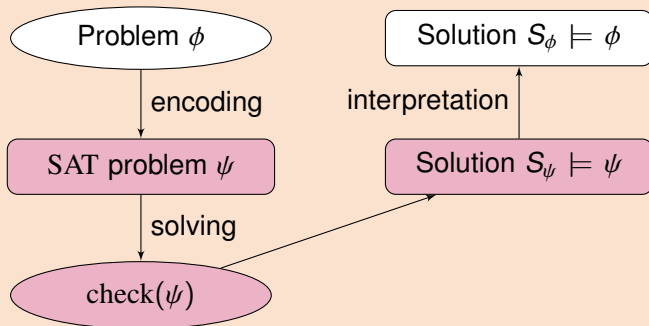 Problem ϕ
encoding
SAT problem ψ
solving
check(ψ)
Solution S_ψ ⊨ ψ
interpretation
Solution S_ϕ ⊨ ϕ